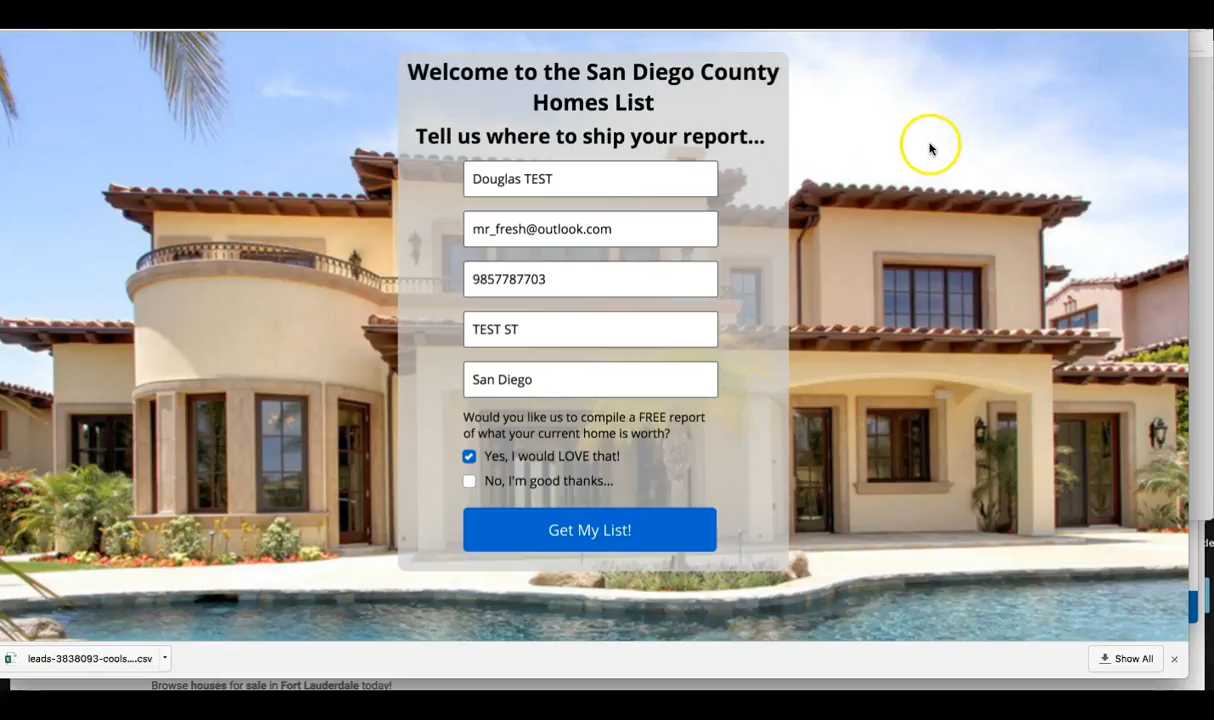 Welcome to the San Diego County
Homes List
Tell us where to ship your report...
Douglas TEST
mr_fresh@outlook.com
9857787703
TEST ST
San Diego
Would you like us to compile a FREE report
of what your current home is worth?
Yes, I would LOVE that!
No, I'm good thanks...
Get My List!
leads-3838093-cools....csv
Show All
Browse houses for sale in Fort Lauderdale today!